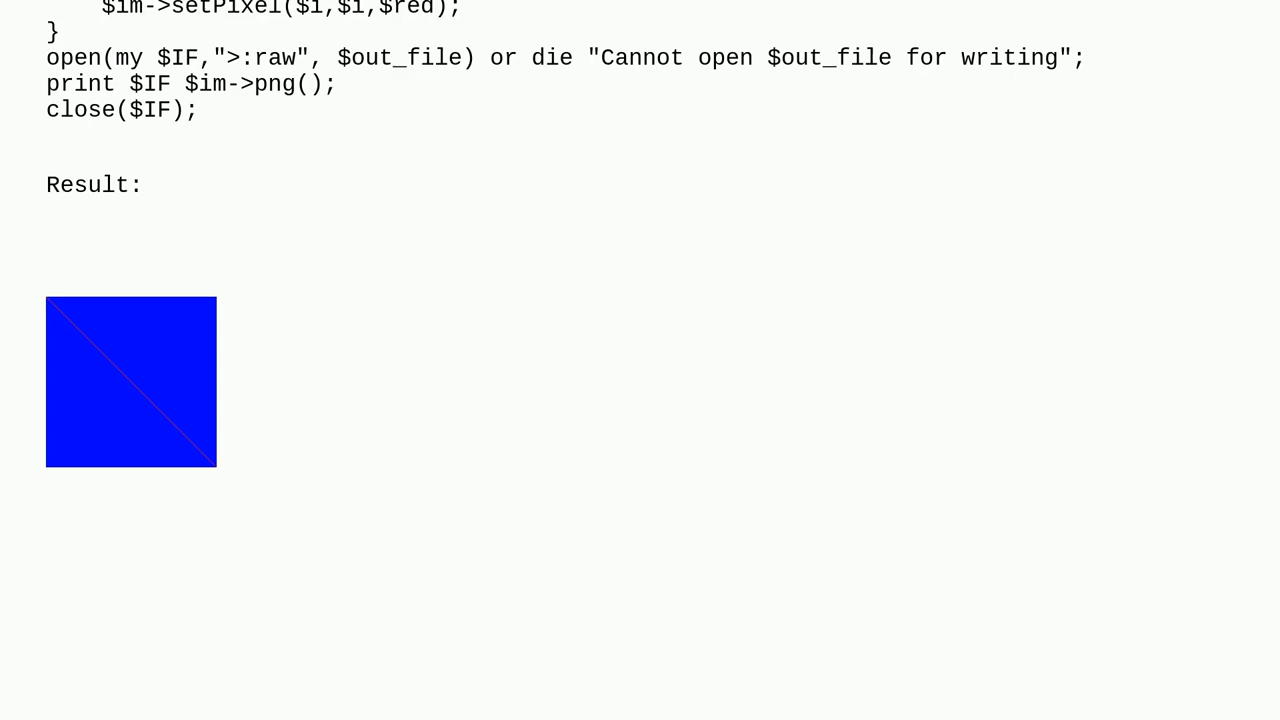 $im->setPixel($i,$i,$red);
}
open(my $IF,">:raw", $out_file) or die "Cannot open $out_file for writing";
print $IF $im->png();
close($IF);
Result: